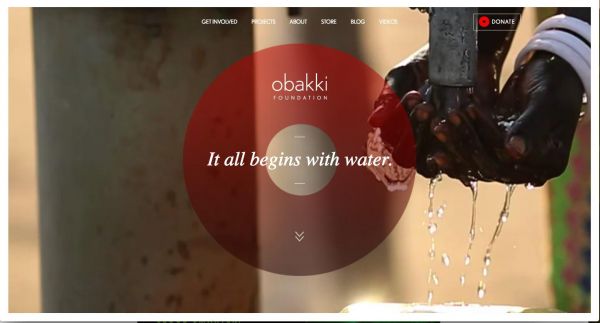 GET INVOLVED PROJECTS ABOUT STORE BLOG VIDEOS DONATE
obakki
FOUNDATION
It all begins with water.